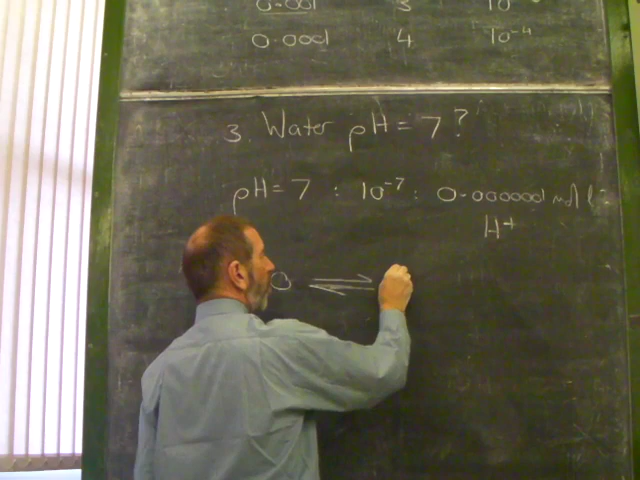 0.001 3 10
0.0001 4 10⁻⁴
3. Water pH = 7 ?
pH = 7 : 10⁻⁷ : 0.0000001 mol l⁻
H⁺
O ⇌